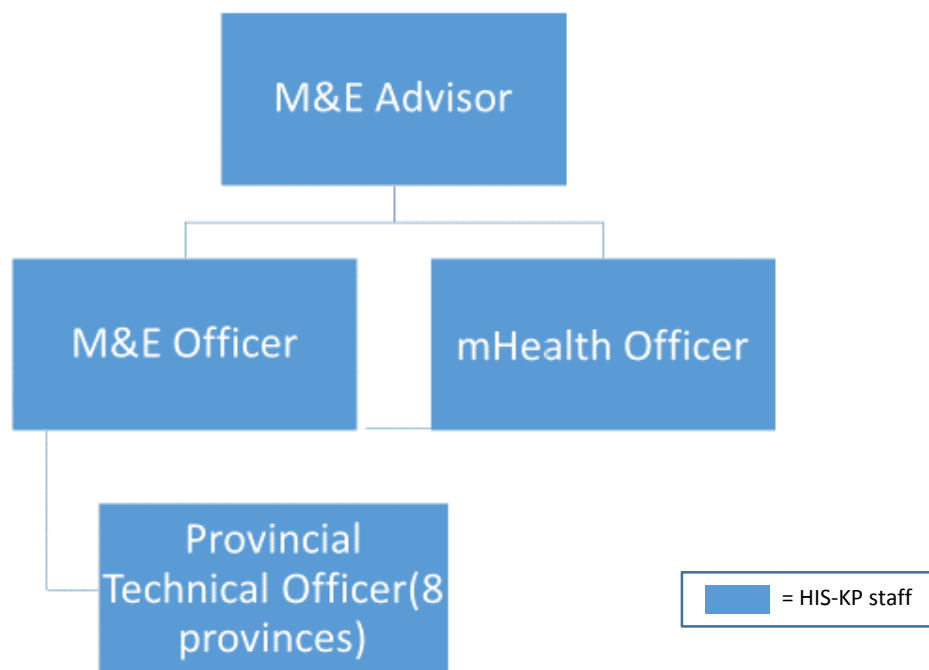 M&E Advisor
M&E Officer
mHealth Officer
Provincial
Technical Officer(8
provinces)
= HIS-KP staff